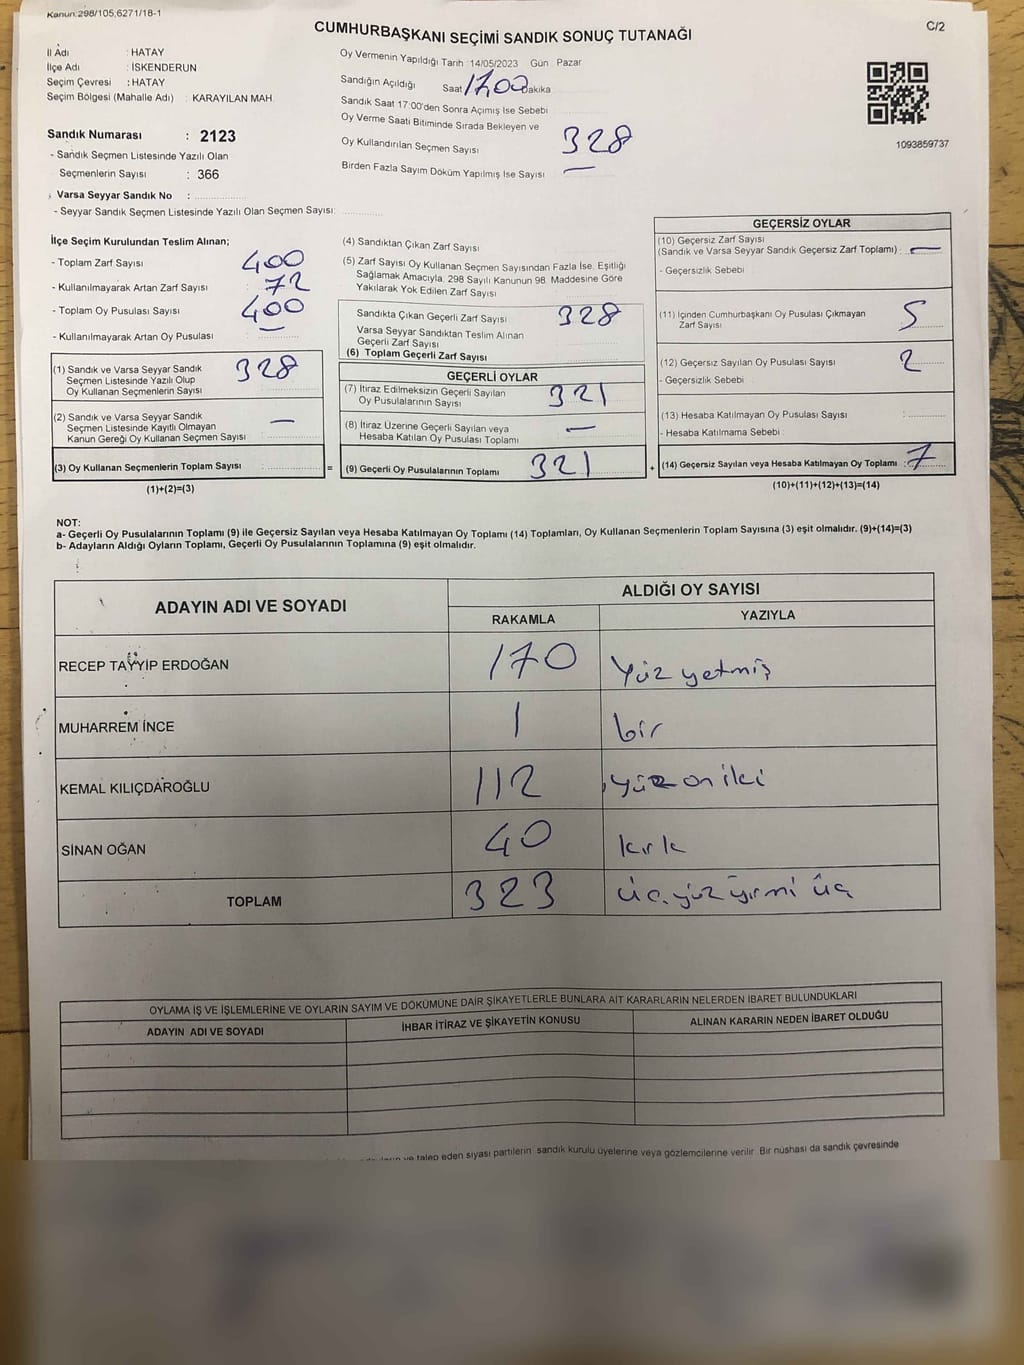 Kanun:298/105,6271/18-1
CUMHURBAŞKANI SEÇİMİ SANDIK SONUÇ TUTANAĞI
C/2
İl Adı : HATAY
İlçe Adı : İSKENDERUN
Seçim Çevresi : HATAY
Seçim Bölgesi (Mahalle Adı) : KARAYILAN MAH.
Sandık Numarası : 2123
- Sandık Seçmen Listesinde Yazılı Olan
Seçmenlerin Sayısı : 366
Varsa Seyyar Sandık No :
- Seyyar Sandık Seçmen Listesinde Yazılı Olan Seçmen Sayısı:
Oy Vermenin Yapıldığı Tarih :14/05/2023 Gün Pazar
Sandığın Açıldığı Saat 17.00 Dakika
Sandık Saat 17:00'den Sonra Açımış İse Sebebi
Oy Verme Saati Bitiminde Sırada Bekleyen ve
Oy Kullandırılan Seçmen Sayısı 328
Birden Fazla Sayım Döküm Yapılmış İse Sayısı —
1093859737
İlçe Seçim Kurulundan Teslim Alınan;
- Toplam Zarf Sayısı 400
- Kullanılmayarak Artan Zarf Sayısı : 72
- Toplam Oy Pusulası Sayısı 400
- Kullanılmayarak Artan Oy Pusulası : —
(1) Sandık ve Varsa Seyyar Sandık
Seçmen Listesinde Yazılı Olup
Oy Kullanan Seçmenlerin Sayısı 328
(2) Sandık ve Varsa Seyyar Sandık
Seçmen Listesinde Kayıtlı Olmayan
Kanun Gereği Oy Kullanan Seçmen Sayısı —
(3) Oy Kullanan Seçmenlerin Toplam Sayısı : =
(1)+(2)=(3)
(4) Sandıktan Çıkan Zarf Sayısı
(5) Zarf Sayısı Oy Kullanan Seçmen Sayısından Fazla İse, Eşitliği
Sağlamak Amacıyla, 298 Sayılı Kanunun 98. Maddesine Göre
Yakılarak Yok Edilen Zarf Sayısı
Sandıkta Çıkan Geçerli Zarf Sayısı 328
Varsa Seyyar Sandıktan Teslim Alınan
Geçerli Zarf Sayısı
(6) Toplam Geçerli Zarf Sayısı
GEÇERLİ OYLAR
(7) İtiraz Edilmeksizin Geçerli Sayılan
Oy Pusulalarının Sayısı 321
(8) İtiraz Üzerine Geçerli Sayılan veya
Hesaba Katılan Oy Pusulası Toplamı —
(9) Geçerli Oy Pusulalarının Toplamı 321 +
GEÇERSİZ OYLAR
(10) Geçersiz Zarf Sayısı
(Sandık ve Varsa Seyyar Sandık Geçersiz Zarf Toplamı) : —
- Geçersizlik Sebebi :
(11) İçinden Cumhurbaşkanı Oy Pusulası Çıkmayan
Zarf Sayısı 5
(12) Geçersiz Sayılan Oy Pusulası Sayısı : 2
- Geçersizlik Sebebi :
(13) Hesaba Katılmayan Oy Pusulası Sayısı :
- Hesaba Katılmama Sebebi :
(14) Geçersiz Sayılan veya Hesaba Katılmayan Oy Toplamı : 7
(10)+(11)+(12)+(13)=(14)
NOT:
a- Geçerli Oy Pusulalarının Toplamı (9) ile Geçersiz Sayılan veya Hesaba Katılmayan Oy Toplamı (14) Toplamları, Oy Kullanan Seçmenlerin Toplam Sayısına (3) eşit olmalıdır. (9)+(14)=(3)
b- Adayların Aldığı Oyların Toplamı, Geçerli Oy Pusulalarının Toplamına (9) eşit olmalıdır.
ADAYIN ADI VE SOYADI
ALDIĞI OY SAYISI
RAKAMLA YAZIYLA
RECEP TAYYİP ERDOĞAN 170 Yüz yetmiş
MUHARREM İNCE 1 bir
KEMAL KILIÇDAROĞLU 112 yüz on iki
SİNAN OĞAN 40 kırk
TOPLAM 323 üç yüz yirmi üç
OYLAMA İŞ VE İŞLEMLERİNE VE OYLARIN SAYIM VE DÖKÜMÜNE DAİR ŞİKAYETLERLE BUNLARA AİT KARARLARIN NELERDEN İBARET BULUNDUKLARI
ADAYIN ADI VE SOYADI İHBAR İTİRAZ VE ŞİKAYETİN KONUSU ALINAN KARARIN NEDEN İBARET OLDUĞU
ve talep eden siyasi partilerin sandık kurulu üyelerine veya gözlemcilerine verilir. Bir nüshası da sandık çevresinde